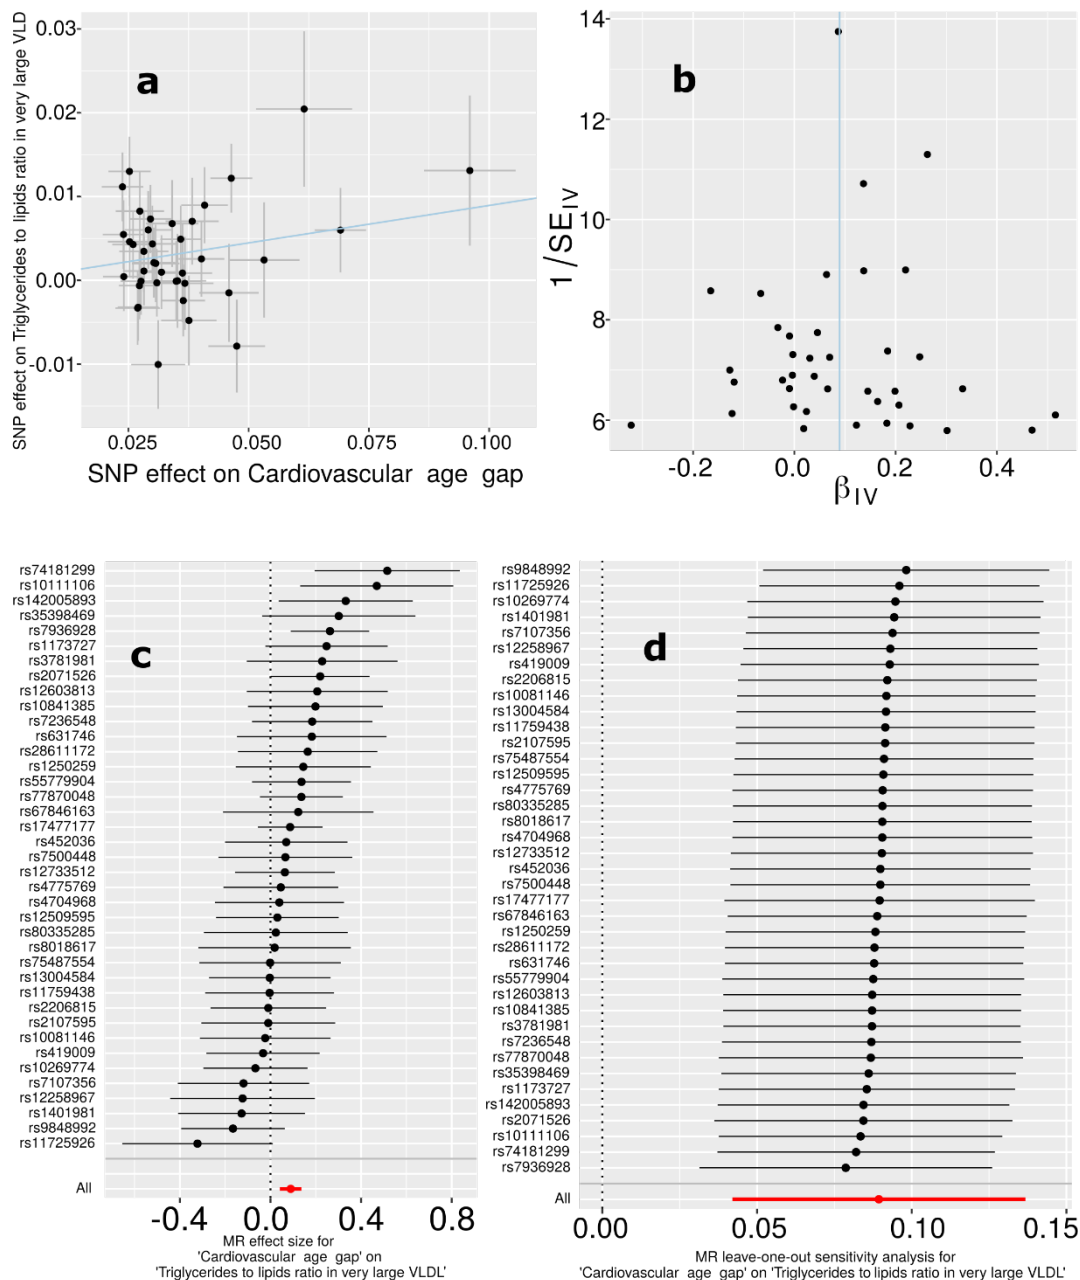 SNP effect on Triglycerides to lipids ratio in very large VLD
0.03
0.02
0.01
0.00
-0.01
a
0.025
0.050
0.075
0.100
SNP effect on Cardiovascular age gap
1/SE_IV
14
12
10
8
6
b
-0.2
0.0
0.2
0.4
β_IV
rs74181299
rs10111106
rs142005893
rs35398469
rs7936928
rs1173727
rs3781981
rs2071526
rs12603813
rs10841385
rs7236548
rs631746
rs28611172
rs1250259
rs55779904
rs77870048
rs67846163
rs17477177
rs452036
rs7500448
rs12733512
rs4775769
rs4704968
rs12509595
rs80335285
rs8018617
rs75487554
rs13004584
rs11759438
rs2206815
rs2107595
rs10081146
rs419009
rs10269774
rs7107356
rs12258967
rs1401981
rs9848992
rs11725926
All
c
-0.4
0.0
0.4
0.8
MR effect size for
'Cardiovascular age gap' on
'Triglycerides to lipids ratio in very large VLDL'
rs9848992
rs11725926
rs10269774
rs1401981
rs7107356
rs12258967
rs419009
rs2206815
rs10081146
rs13004584
rs11759438
rs2107595
rs75487554
rs12509595
rs4775769
rs80335285
rs8018617
rs4704968
rs12733512
rs452036
rs7500448
rs17477177
rs67846163
rs1250259
rs28611172
rs631746
rs55779904
rs12603813
rs10841385
rs3781981
rs7236548
rs77870048
rs35398469
rs1173727
rs142005893
rs2071526
rs10111106
rs74181299
rs7936928
All
d
0.00
0.05
0.10
0.15
MR leave-one-out sensitivity analysis for
'Cardiovascular age gap' on 'Triglycerides to lipids ratio in very large VLDL'